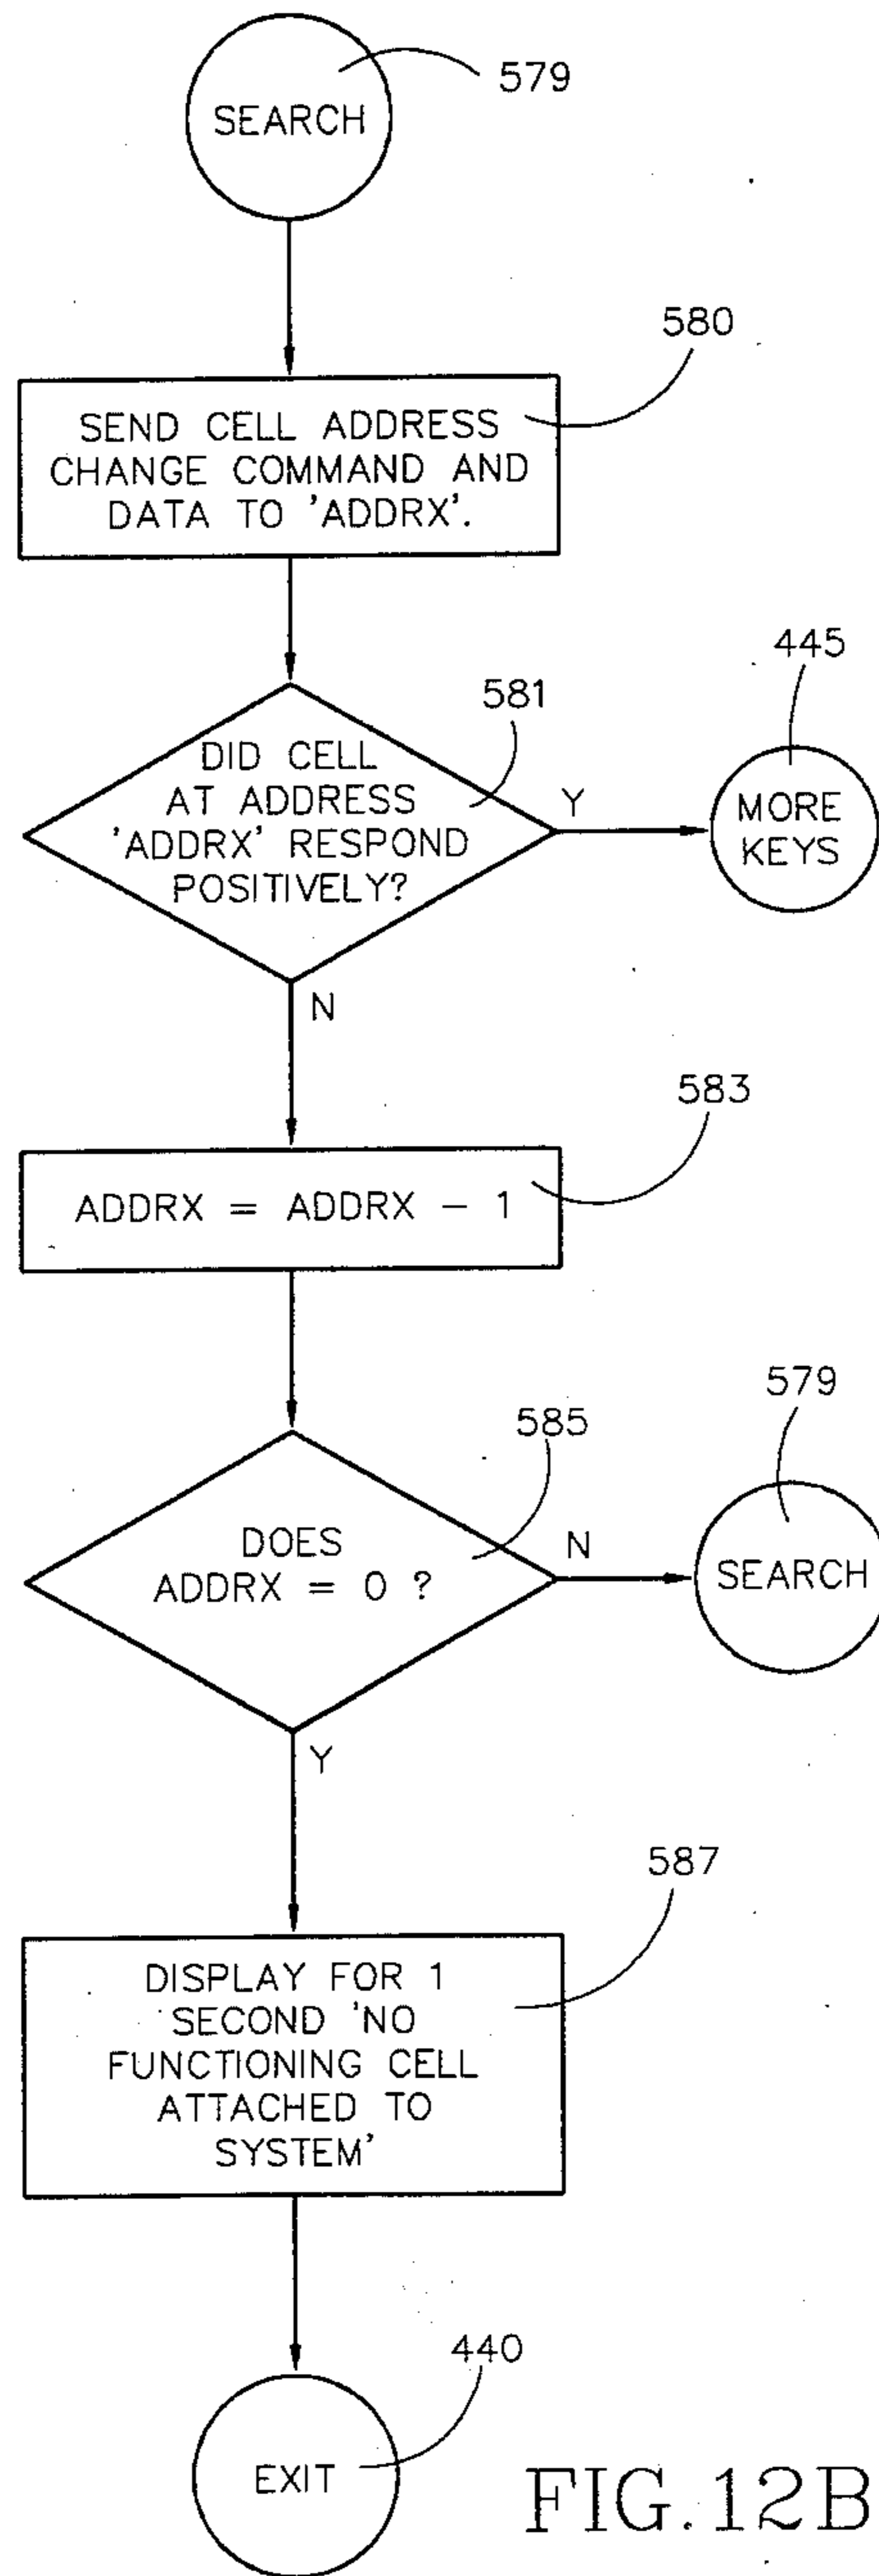 579
SEARCH
580
SEND CELL ADDRESS
CHANGE COMMAND AND
DATA TO 'ADDRX'.
581
445
DID CELL
AT ADDRESS
'ADDRX' RESPOND
POSITIVELY?
Y
MORE
KEYS
N
583
ADDRX = ADDRX - 1
585
579
DOES
ADDRX = 0 ?
N
SEARCH
Y
587
DISPLAY FOR 1
SECOND 'NO
FUNCTIONING CELL
ATTACHED TO
SYSTEM'
440
EXIT
FIG.12B